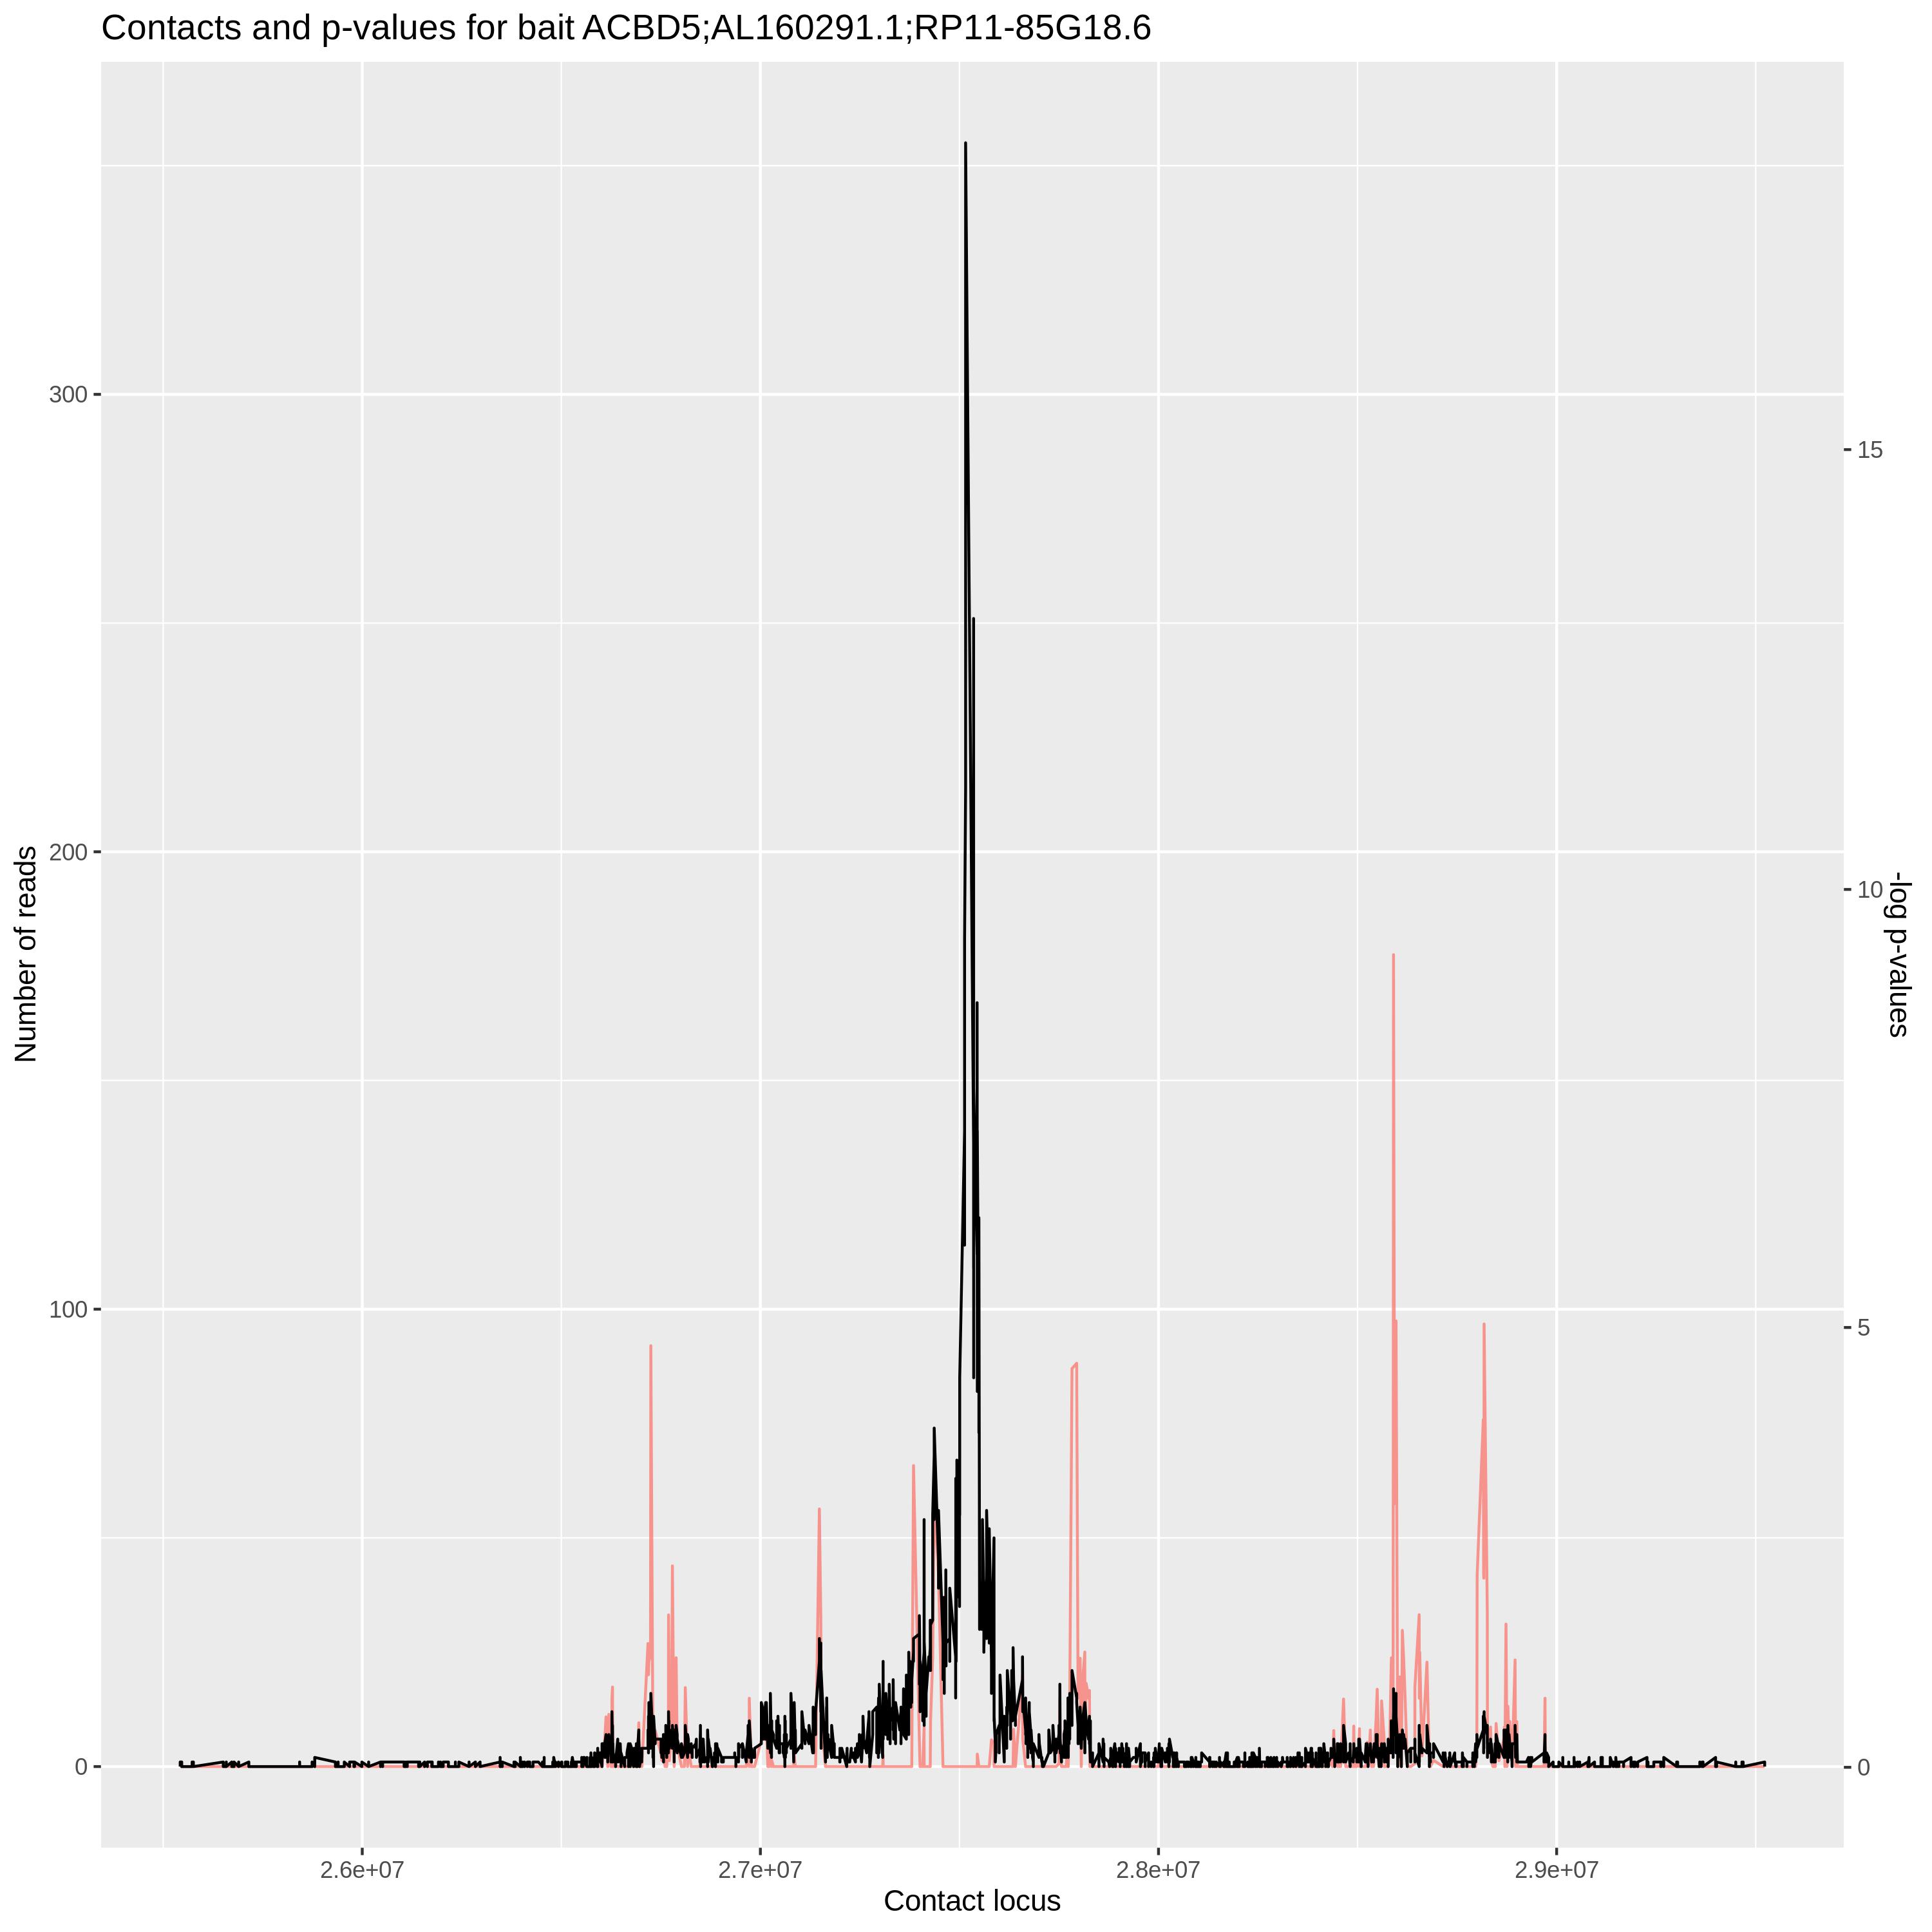 Contacts and p-values for bait ACBD5;AL160291.1;RP11-85G18.6
Number of reads
300
200
100
0
15
10
5
0
-log p-values
2.6e+07 2.7e+07 2.8e+07 2.9e+07
Contact locus